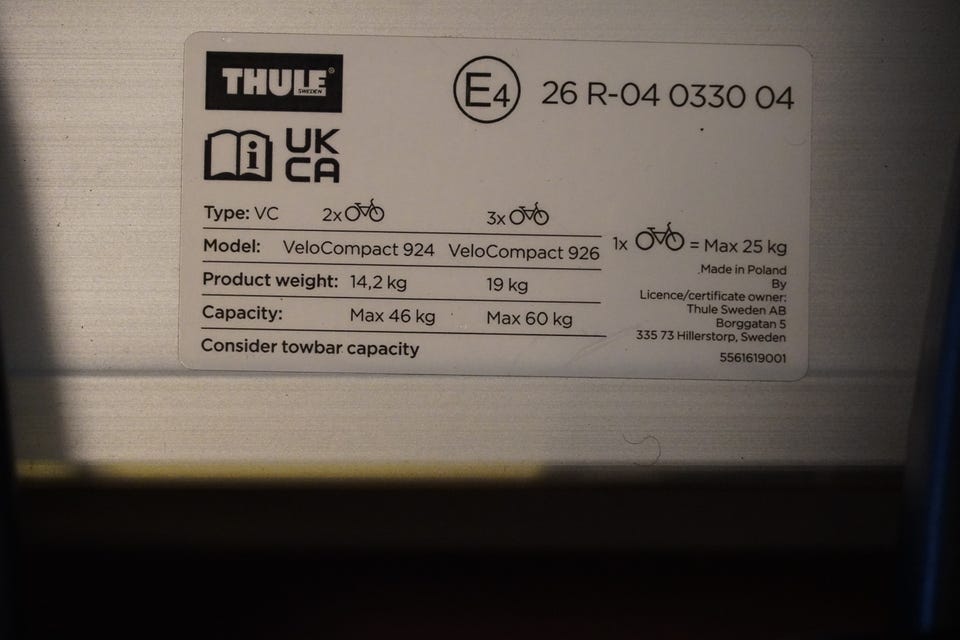 THULE®
SWEDEN
E4 26 R-04 0330 04
i
UK
CA
Type: VC 2x 3x
Model: VeloCompact 924 VeloCompact 926
Product weight: 14,2 kg 19 kg
Capacity: Max 46 kg Max 60 kg
Consider towbar capacity
1x = Max 25 kg
Made in Poland
By
Licence/certificate owner:
Thule Sweden AB
Borggatan 5
335 73 Hillerstorp, Sweden
5561619001